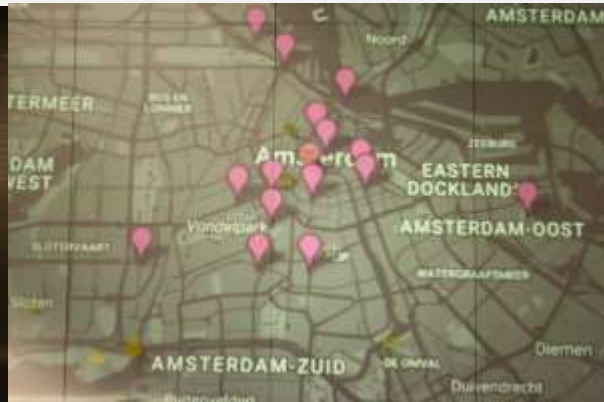 AMSTERDAM
Noord
TERMEER
BOS EN
LOMMER
ZEEBURG
Amsterdam
DAM
WEST
EASTERN
DOCKLANDS
Vondelpark
AMSTERDAM-OOST
SLOTERVAART
WATERGRAAFSMEER
Sloten
AMSTERDAM-ZUID
DE OMVAL
Diemen
Duivendrecht
Buitenveldert